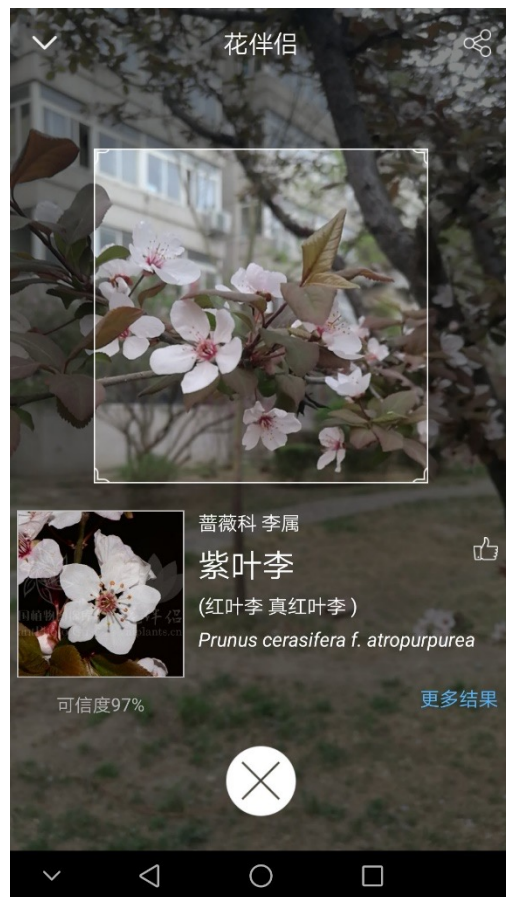 花伴侣
蔷薇科 李属
紫叶李
(红叶李 真红叶李 )
Prunus cerasifera f. atropurpurea
可信度97%
更多结果